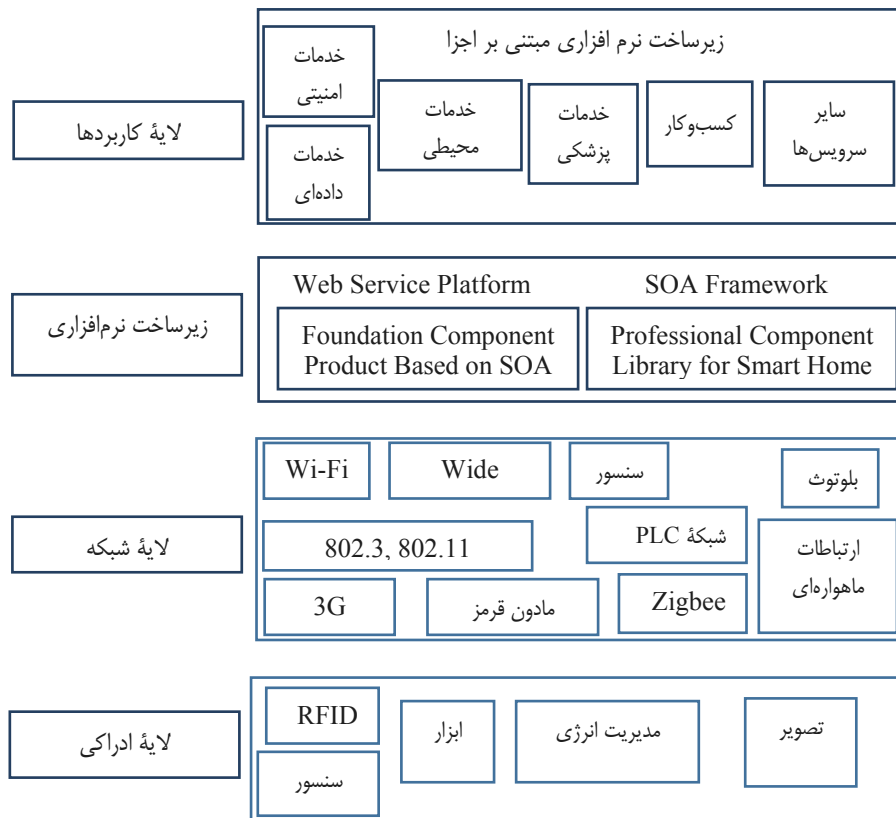 زیرساخت نرم افزاری مبتنی بر اجزا
لایهٔ کاربردها
سایر
سرویس‌ها
کسب‌وکار
خدمات
پزشکی
خدمات
محیطی
خدمات
امنیتی
خدمات
داده‌ای
زیرساخت نرم‌افزاری
Web Service Platform
SOA Framework
Foundation Component
Product Based on SOA
Professional Component
Library for Smart Home
لایهٔ شبکه
Wi-Fi
Wide
سنسور
بلوتوث
802.3, 802.11
شبکهٔ PLC
ارتباطات
ماهواره‌ای
3G
مادون قرمز
Zigbee
لایهٔ ادراکی
RFID
سنسور
ابزار
مدیریت انرژی
تصویر